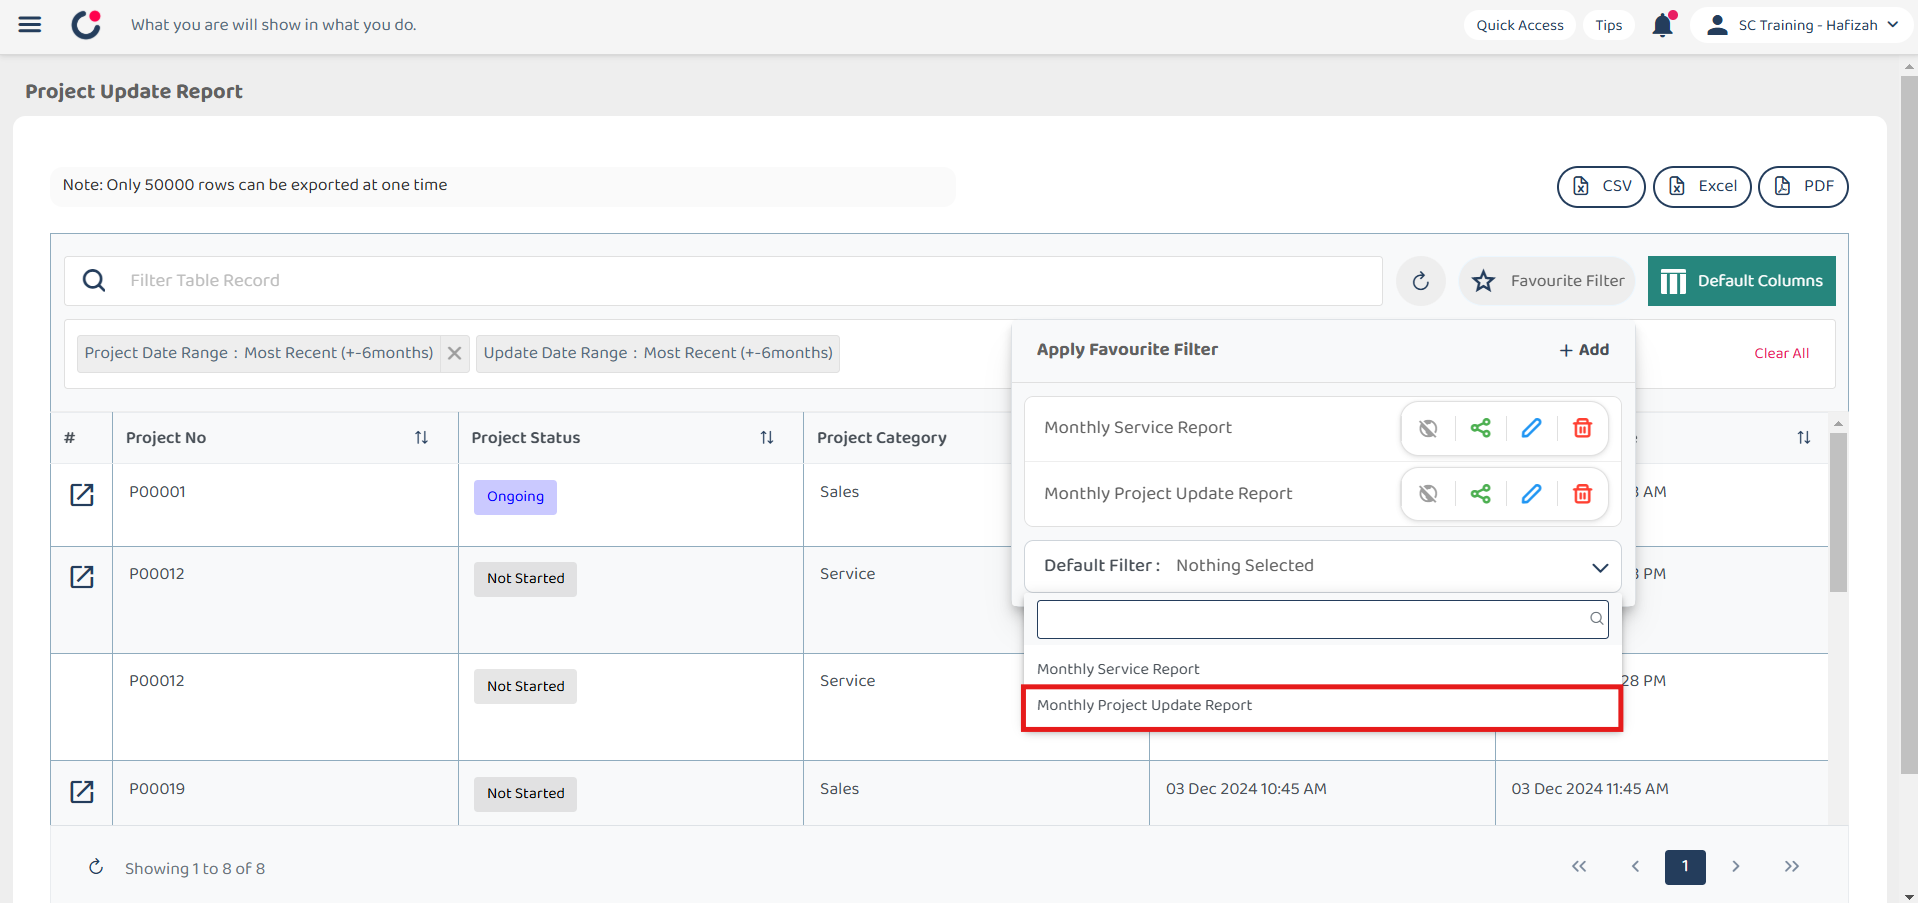 What you are will show in what you do.
Quick Access
Tips
SC Training - Hafizah
Project Update Report
Note: Only 50000 rows can be exported at one time
CSV
Excel
PDF
Filter Table Record
Favourite Filter
Default Columns
Project Date Range : Most Recent (+-6months)
Update Date Range : Most Recent (+-6months)
Clear All
Apply Favourite Filter
+ Add
Monthly Service Report
Monthly Project Update Report
Default Filter : Nothing Selected
Monthly Service Report
Monthly Project Update Report
# Project No Project Status Project Category
P00001 Ongoing Sales AM
P00012 Not Started Service PM
P00012 Not Started Service 28 PM
P00019 Not Started Sales 03 Dec 2024 10:45 AM 03 Dec 2024 11:45 AM
Showing 1 to 8 of 8
1